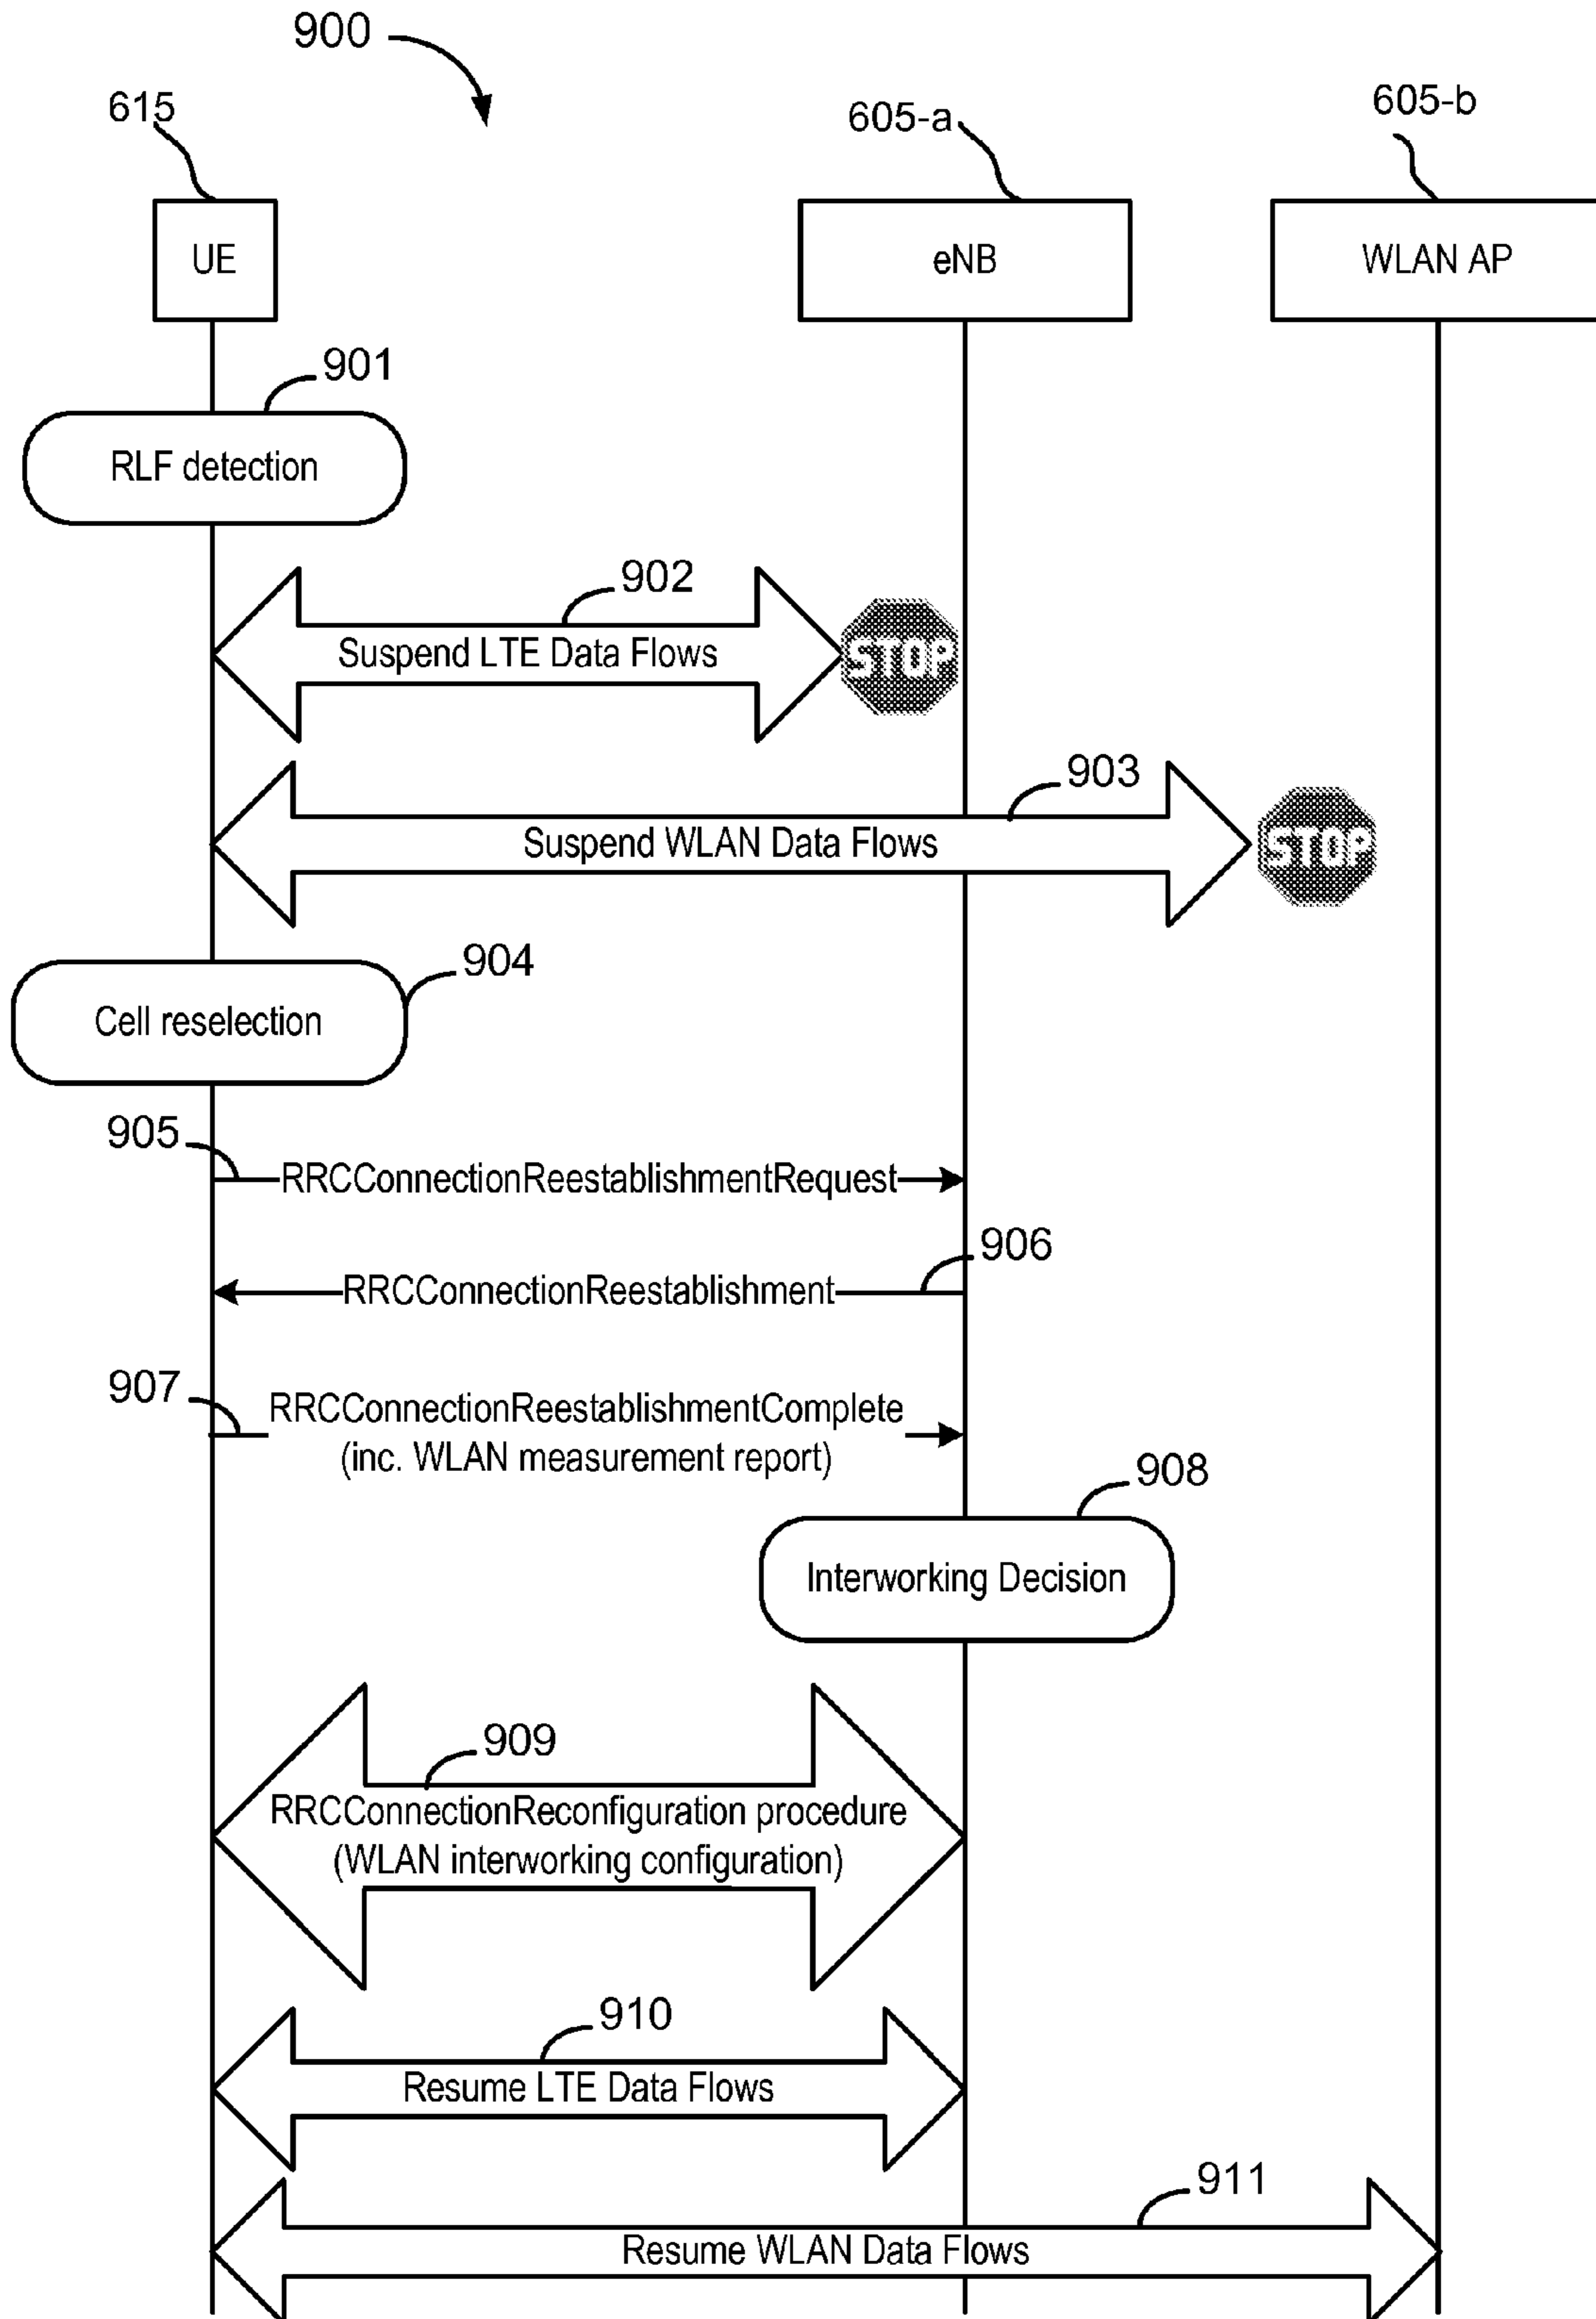 900
615
605-a
605-b
UE
eNB
WLAN AP
901
RLF detection
902
Suspend LTE Data Flows
STOP
903
Suspend WLAN Data Flows
STOP
904
Cell reselection
905
RRCConnectionReestablishmentRequest
906
RRCConnectionReestablishment
907
RRCConnectionReestablishmentComplete
(inc. WLAN measurement report)
908
Interworking Decision
909
RRCConnectionReconfiguration procedure
(WLAN interworking configuration)
910
Resume LTE Data Flows
911
Resume WLAN Data Flows